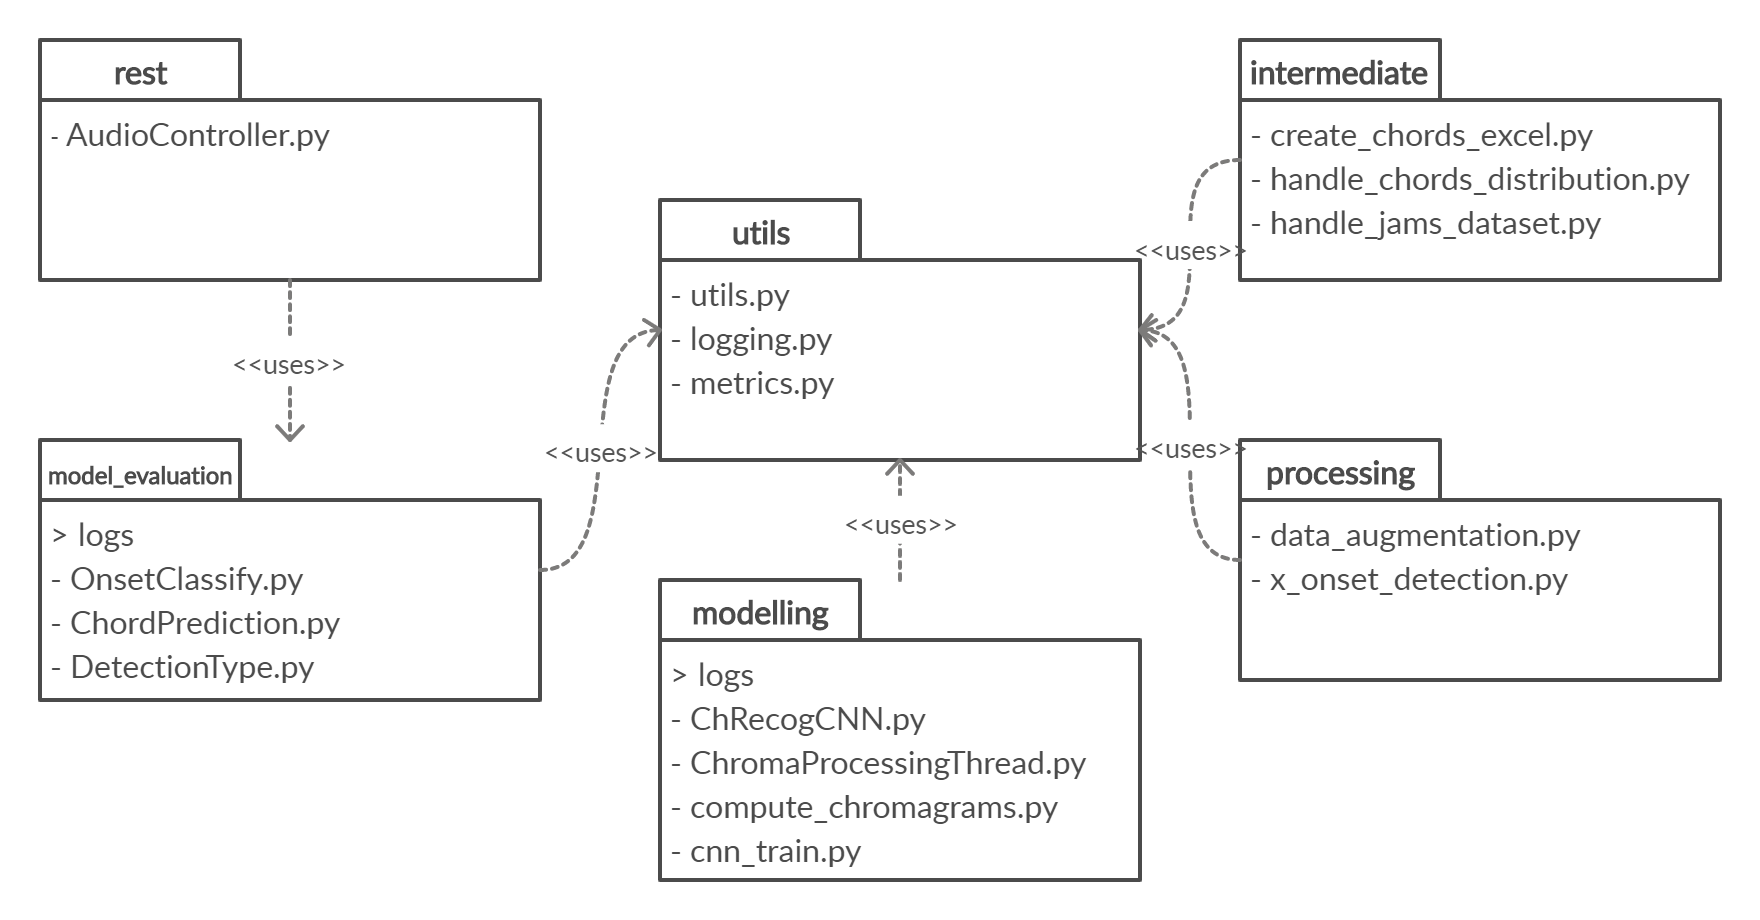 rest
- AudioController.py
<<uses>>
model_evaluation
> logs
- OnsetClassify.py
- ChordPrediction.py
- DetectionType.py
<<uses>>
utils
- utils.py
- logging.py
- metrics.py
<<uses>>
modelling
> logs
- ChRecogCNN.py
- ChromaProcessingThread.py
- compute_chromagrams.py
- cnn_train.py
intermediate
- create_chords_excel.py
- handle_chords_distribution.py
- handle_jams_dataset.py
<<uses>>
<<uses>>
processing
- data_augmentation.py
- x_onset_detection.py